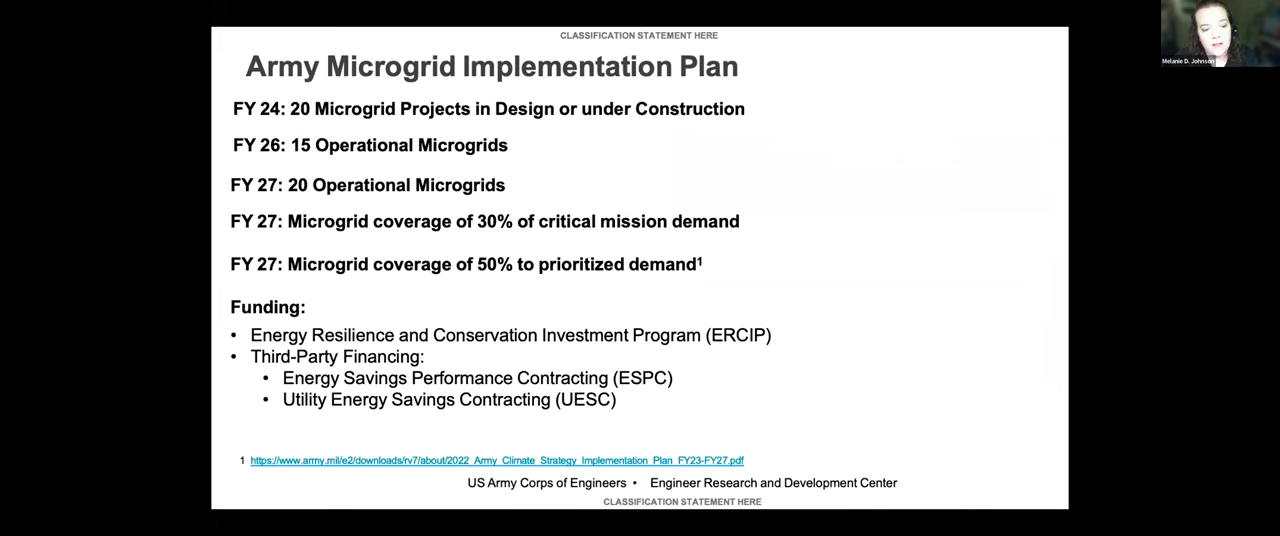 CLASSIFICATION STATEMENT HERE
Army Microgrid Implementation Plan
FY 24: 20 Microgrid Projects in Design or under Construction
FY 26: 15 Operational Microgrids
FY 27: 20 Operational Microgrids
FY 27: Microgrid coverage of 30% of critical mission demand
FY 27: Microgrid coverage of 50% to prioritized demand¹
Funding:
• Energy Resilience and Conservation Investment Program (ERCIP)
• Third-Party Financing:
• Energy Savings Performance Contracting (ESPC)
• Utility Energy Savings Contracting (UESC)
1 https://www.army.mil/e2/downloads/rv7/about/2022_Army_Climate_Strategy_Implementation_Plan_FY23-FY27.pdf
US Army Corps of Engineers • Engineer Research and Development Center
CLASSIFICATION STATEMENT HERE
Melanie D. Johnson